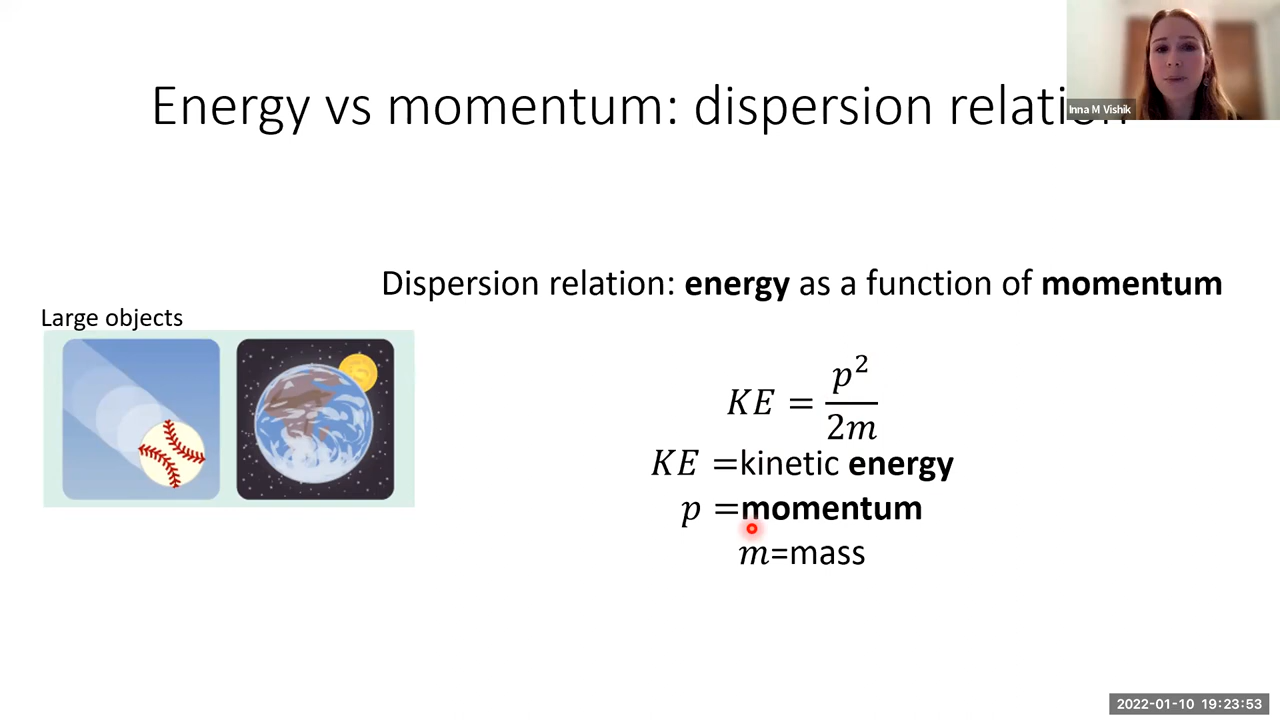 Energy vs momentum: dispersion relation
Inna M Vishik
Dispersion relation: energy as a function of momentum
Large objects
KE = p²/2m
KE =kinetic energy
p =momentum
m=mass
2022-01-10 19:23:53